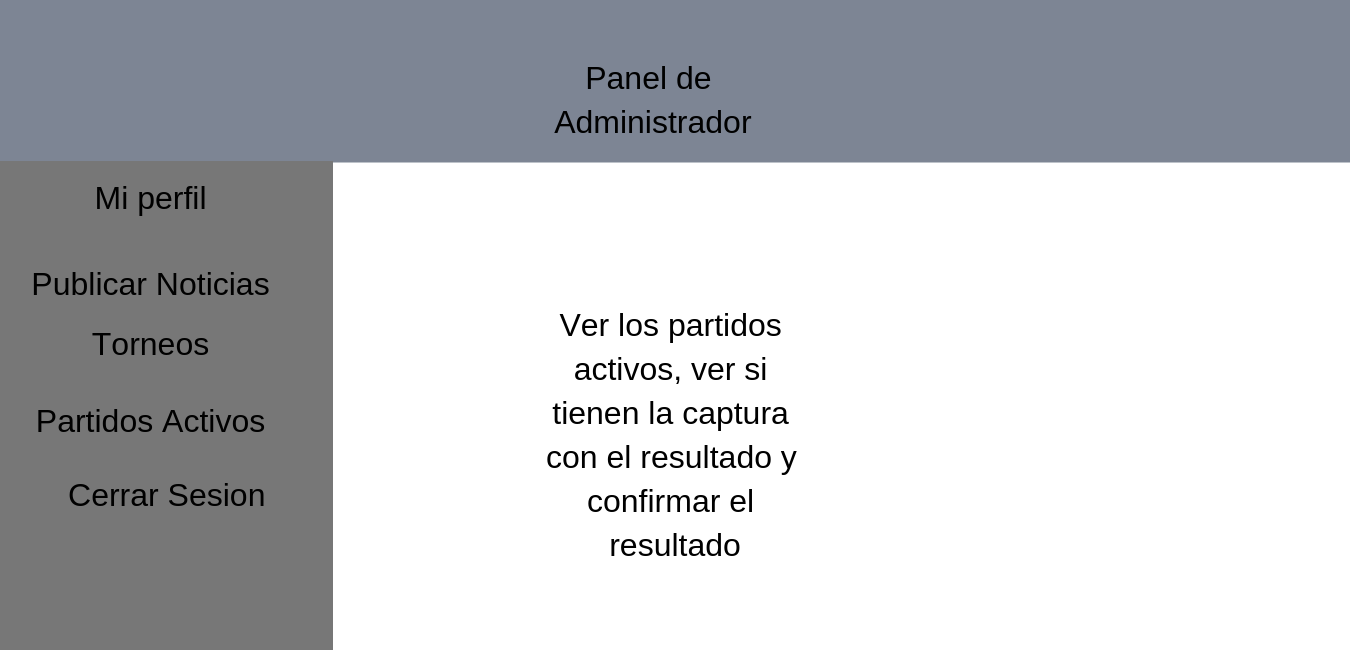 Panel de
Administrador
Mi perfil
Publicar Noticias
Torneos
Partidos Activos
Cerrar Sesion
Ver los partidos
activos, ver si
tienen la captura
con el resultado y
confirmar el
resultado